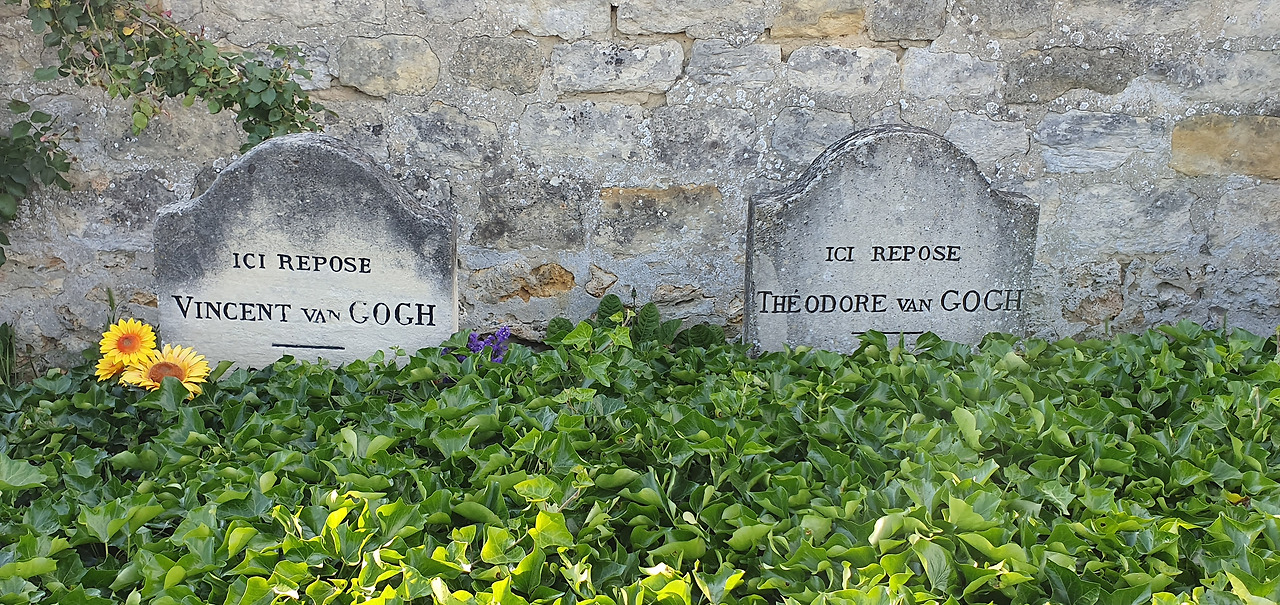 ICI REPOSE
VINCENT VAN GOGH
ICI REPOSE
THÉODORE VAN GOGH